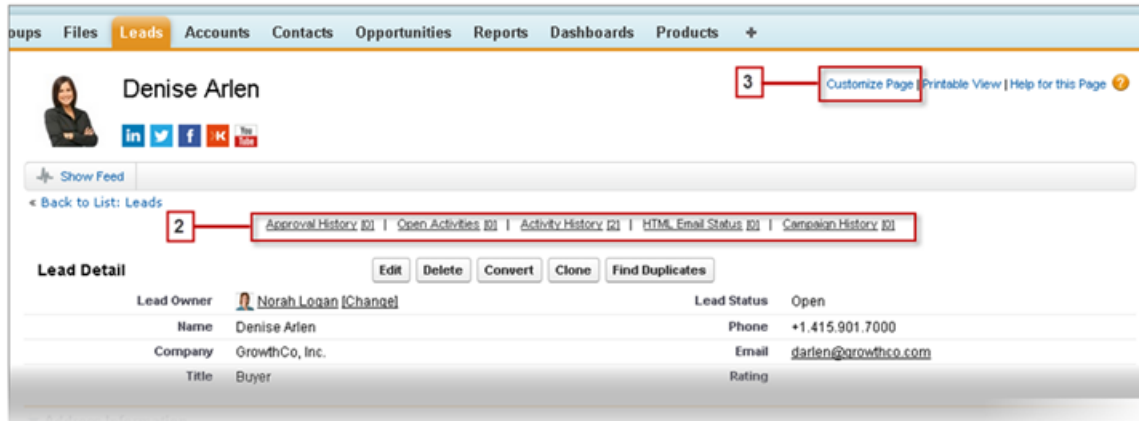 oups Files Leads Accounts Contacts Opportunities Reports Dashboards Products +
Denise Arlen
3
Customize Page | Printable View | Help for this Page ?
in f You Tube
Show Feed
« Back to List: Leads
2
Approval History [0] | Open Activities [0] | Activity History [2] | HTML Email Status [0] | Campaign History [0]
Lead Detail
Edit Delete Convert Clone Find Duplicates
Lead Owner Norah Logan [Change] Lead Status Open
Name Denise Arlen Phone +1.415.901.7000
Company GrowthCo, Inc. Email darlen@growthco.com
Title Buyer Rating